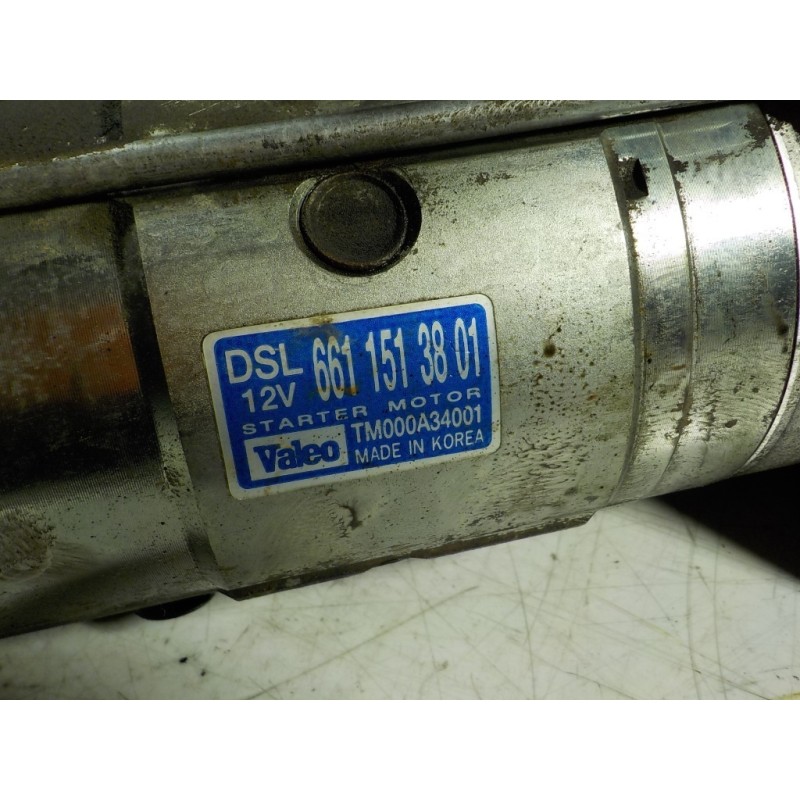 DSL 661 151 38 01
12V
STARTER MOTOR
Valeo TM000A34001
MADE IN KOREA